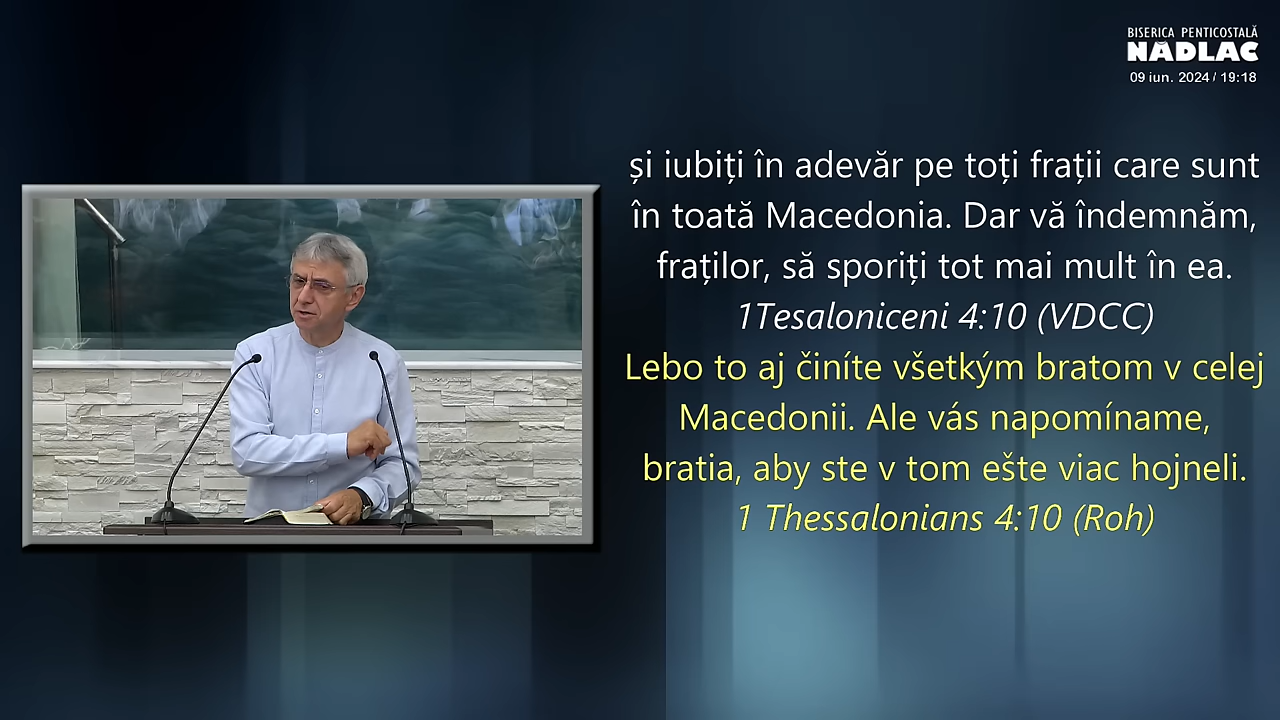 BISERICA PENTICOSTALĂ
NĂDLAC
09 iun. 2024 / 19:18
și iubiți în adevăr pe toți frații care sunt
în toată Macedonia. Dar vă îndemnăm,
fraților, să sporiți tot mai mult în ea.
1Tesaloniceni 4:10 (VDCC)
Lebo to aj činíte všetkým bratom v celej
Macedonii. Ale vás napomíname,
bratia, aby ste v tom ešte viac hojneli.
1 Thessalonians 4:10 (Roh)